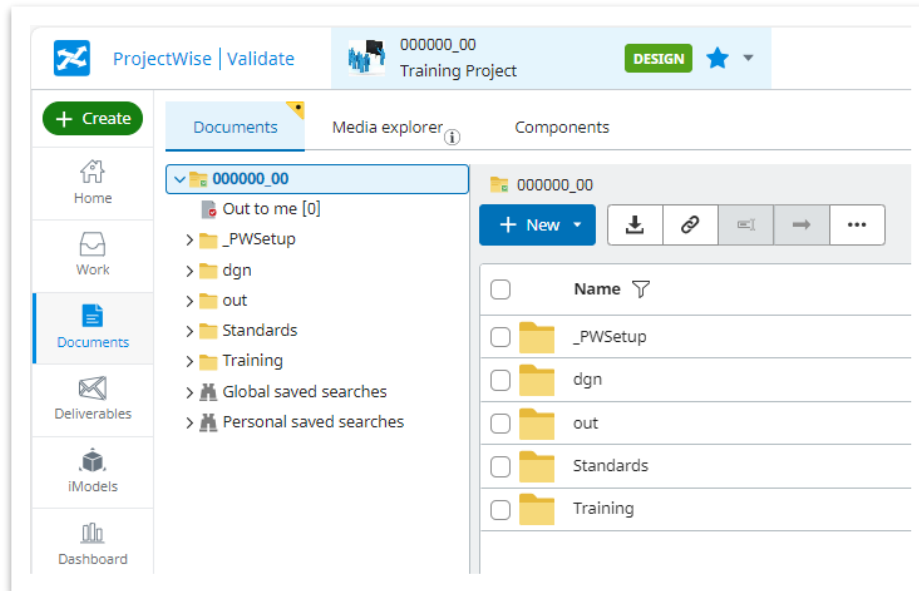 ProjectWise | Validate
000000_00
Training Project
DESIGN
+ Create
Home
Work
Documents
Deliverables
iModels
Dashboard
Documents
Media explorer
Components
000000_00
Out to me [0]
_PWSetup
dgn
out
Standards
Training
Global saved searches
Personal saved searches
000000_00
+ New
Name
_PWSetup
dgn
out
Standards
Training